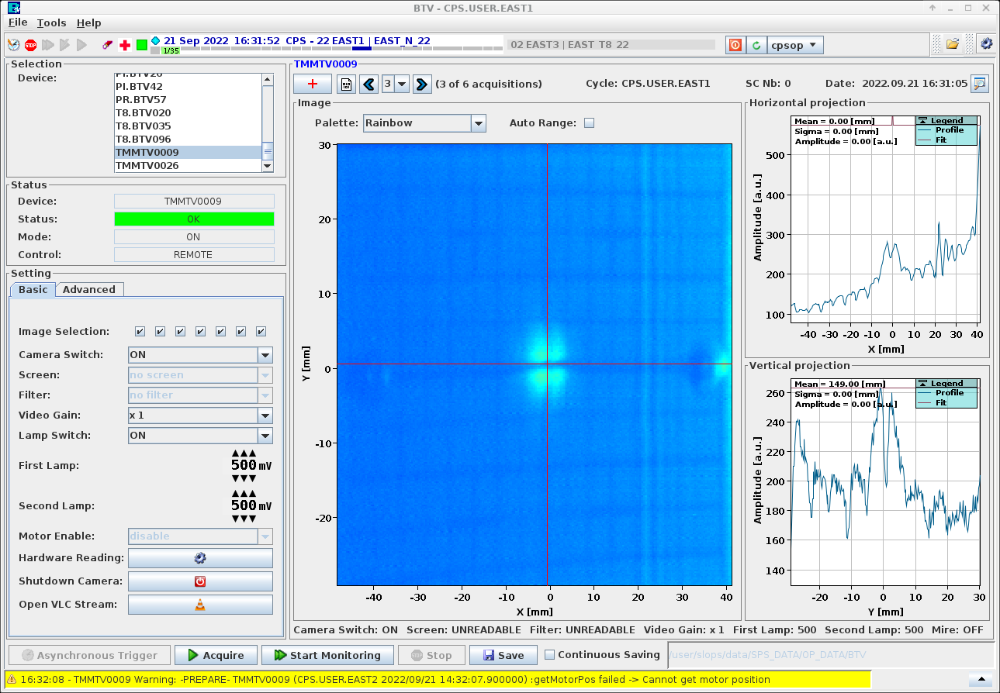 BTV - CPS.USER.EAST1
File Tools Help
STOP 21 Sep 2022 16:31:52 CPS - 22 EAST1 | EAST_N_22 02 EAST3 | EAST T8 22 cpsop
1/35
Selection
Device:
PI.BTV26
PI.BTV42
PR.BTV57
T8.BTV020
T8.BTV035
T8.BTV096
TMMTV0009
TMMTV0026
Status
Device: TMMTV0009
Status: OK
Mode: ON
Control: REMOTE
Setting
Basic Advanced
Image Selection:
Camera Switch: ON
Screen: no screen
Filter: no filter
Video Gain: x 1
Lamp Switch: ON
First Lamp: 500 mV
Second Lamp: 500 mV
Motor Enable: disable
Hardware Reading:
Shutdown Camera:
Open VLC Stream:
TMMTV0009
3 (3 of 6 acquisitions) Cycle: CPS.USER.EAST1 SC Nb: 0 Date: 2022.09.21 16:31:05
Image
Palette: Rainbow Auto Range:
30
20
10
0
-10
-20
Y [mm]
-40 -30 -20 -10 0 10 20 30 40
X [mm]
Horizontal projection
Mean = 0.00 [mm]
Sigma = 0.00 [mm]
Amplitude = 0.00 [a.u.]
Legend
Profile
Fit
500
400
300
200
100
Amplitude [a.u.]
-40 -30 -20 -10 0 10 20 30 40
X [mm]
Vertical projection
Mean = 149.00 [mm]
Sigma = 0.00 [mm]
Amplitude = 0.00 [a.u.]
Legend
Profile
Fit
260
240
220
200
180
160
140
Amplitude [a.u.]
-20 -10 0 10 20 30
Y [mm]
Camera Switch: ON Screen: UNREADABLE Filter: UNREADABLE Video Gain: x 1 First Lamp: 500 Second Lamp: 500 Mire: OFF
Asynchronous Trigger Acquire Start Monitoring STOP Stop Save Continuous Saving /user/slops/data/SPS_DATA/OP_DATA/BTV
16:32:08 - TMMTV0009 Warning: -PREPARE- TMMTV0009 (CPS.USER.EAST2 2022/09/21 14:32:07.900000) :getMotorPos failed -> Cannot get motor position